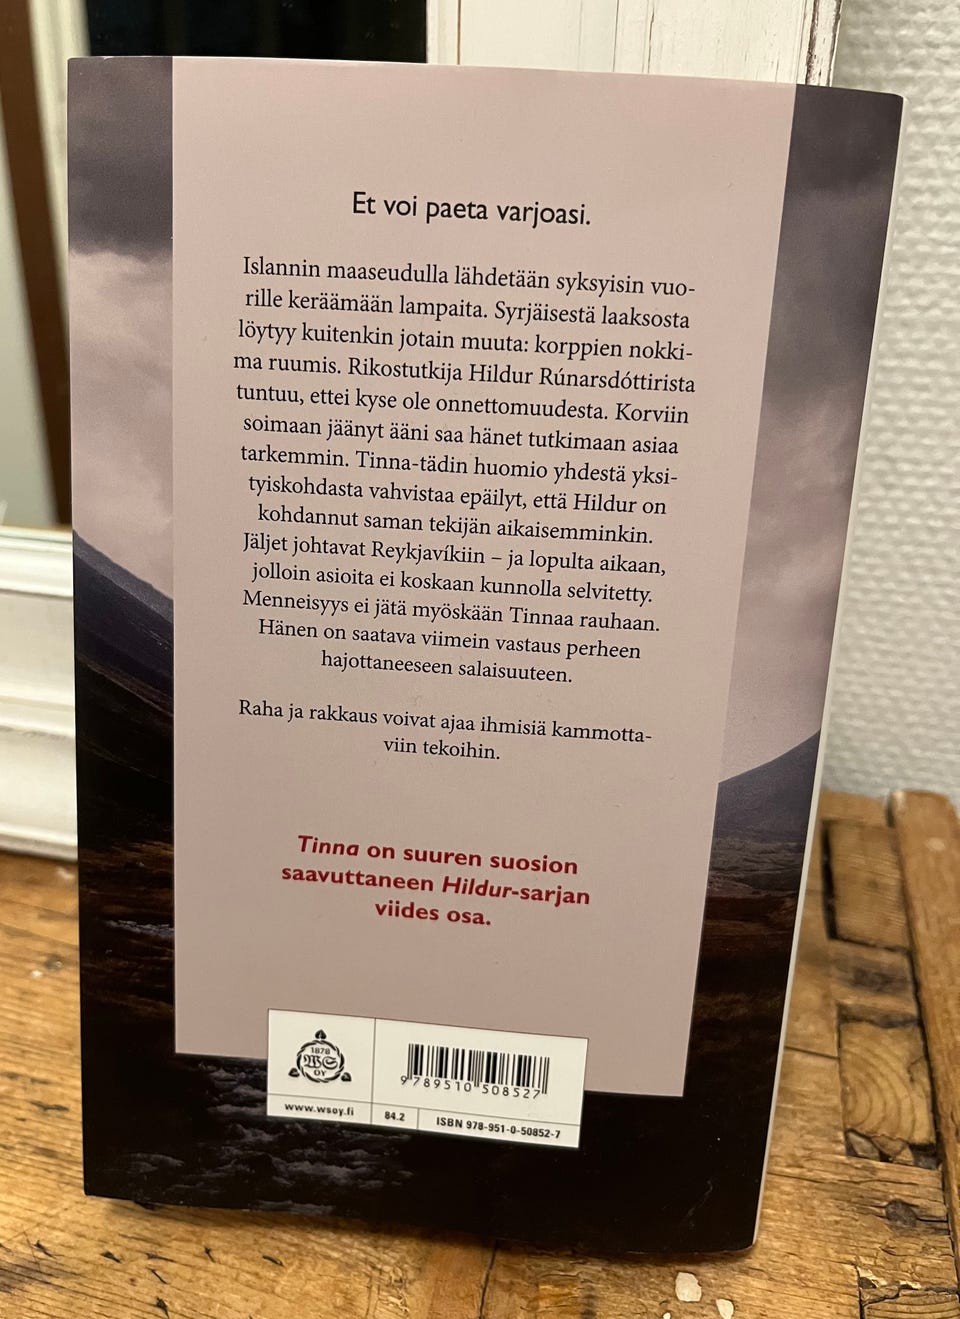 Et voi paeta varjoasi.
Islannin maaseudulla lähdetään syksyisin vuo-
rille keräämään lampaita. Syrjäisestä laaksosta
löytyy kuitenkin jotain muuta: korppien nokki-
ma ruumis. Rikostutkija Hildur Rúnarsdóttirista
tuntuu, ettei kyse ole onnettomuudesta. Korviin
soimaan jäänyt ääni saa hänet tutkimaan asiaa
tarkemmin. Tinna-tädin huomio yhdestä yksi-
tyiskohdasta vahvistaa epäilyt, että Hildur on
kohdannut saman tekijän aikaisemminkin.
Jäljet johtavat Reykjavíkiin – ja lopulta aikaan,
jolloin asioita ei koskaan kunnolla selvitetty.
Menneisyys ei jätä myöskään Tinnaa rauhaan.
Hänen on saatava viimein vastaus perheen
hajottaneeseen salaisuuteen.
Raha ja rakkaus voivat ajaa ihmisiä kammotta-
viin tekoihin.
Tinna on suuren suosion
saavuttaneen Hildur-sarjan
viides osa.
1878
WS
OY
9 789510 508527
www.wsoy.fi
84.2
ISBN 978-951-0-50852-7